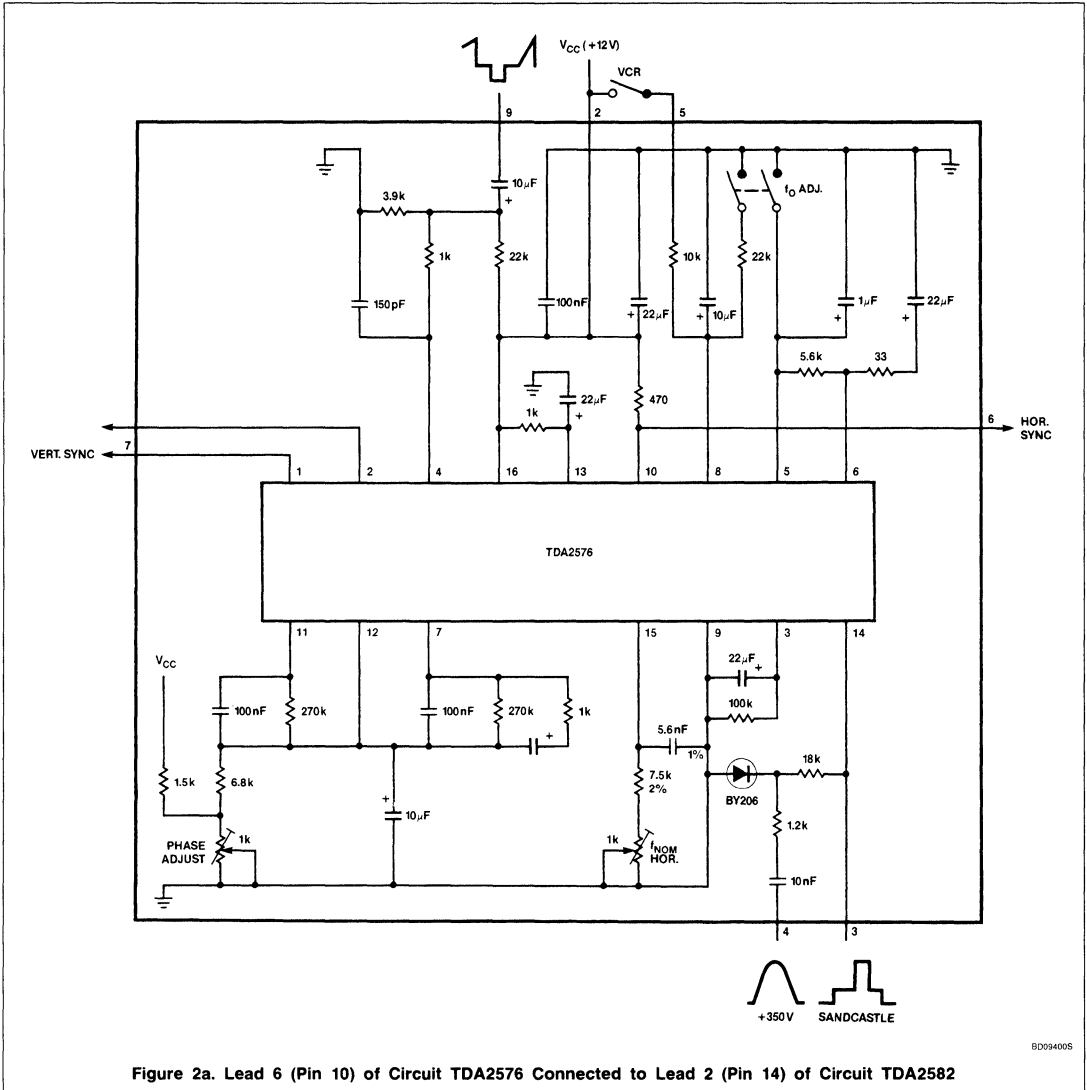 V_CC (+12V)
VCR
9
2
5
10μF
+
3.9k
1k
22k
150pF
100nF
22μF
+
10k
10μF
+
22k
f_O ADJ.
1μF
+
22μF
+
5.6k
33
22μF
+
1k
470
6
HOR.
SYNC
7
VERT. SYNC
1
2
4
16
13
10
8
5
6
TDA2576
11
12
7
15
9
3
14
V_CC
22μF
+
100nF
270k
100nF
270k
1k
+
100k
5.6nF
1%
1.5k
6.8k
+
10μF
7.5k
2%
BY206
18k
1.2k
PHASE
ADJUST
1k
1k
f_NOM
HOR.
10nF
4
3
+350V
SANDCASTLE
BD09400S
Figure 2a. Lead 6 (Pin 10) of Circuit TDA2576 Connected to Lead 2 (Pin 14) of Circuit TDA2582